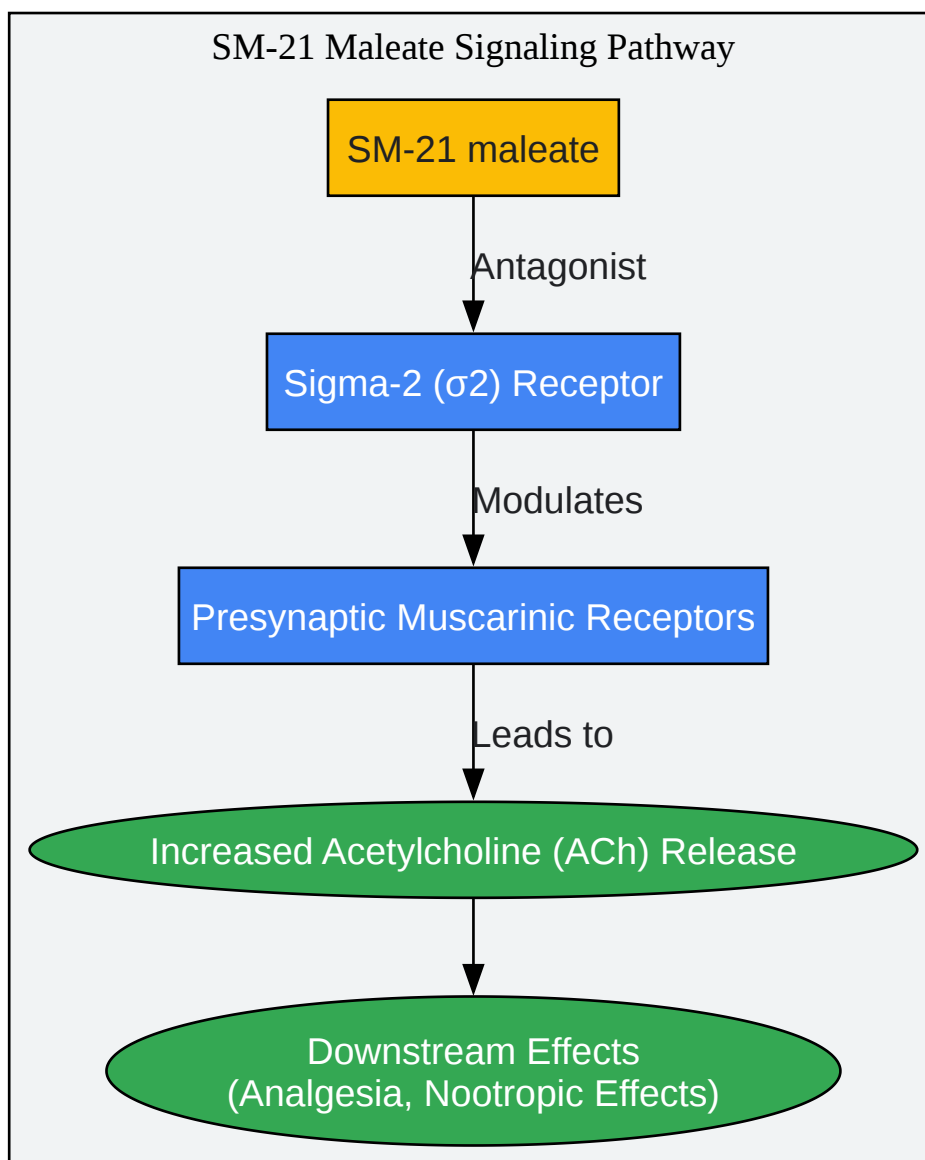 SM-21 Maleate Signaling Pathway
SM-21 maleate
Antagonist
Sigma-2 (σ2) Receptor
Modulates
Presynaptic Muscarinic Receptors
Leads to
Increased Acetylcholine (ACh) Release
Downstream Effects
(Analgesia, Nootropic Effects)